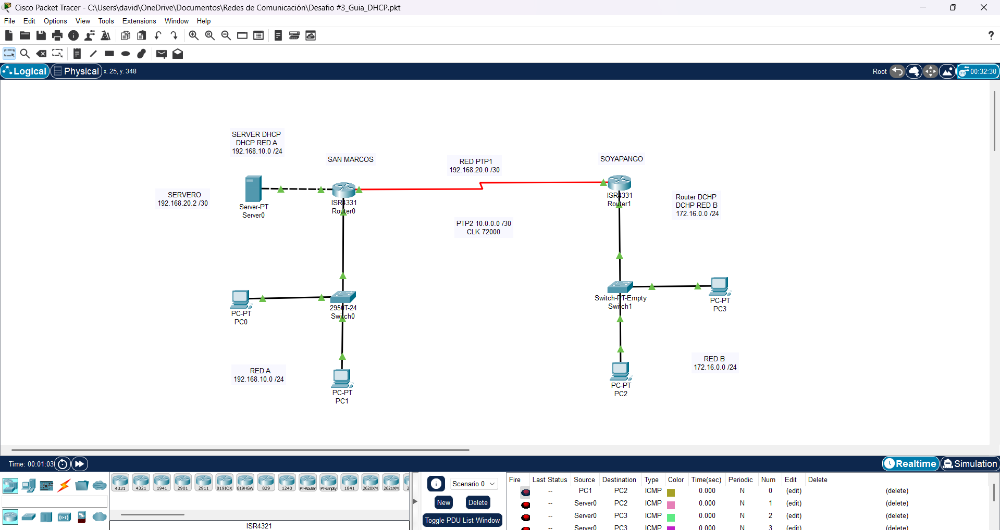 Cisco Packet Tracer - C:\Users\david\OneDrive\Documentos\Redes de Comunicación\Desafio #3_Guia_DHCP.pkt
File Edit Options View Tools Extensions Window Help
Logical Physical x: 25, y: 348
Root 00:32:30
SERVER DHCP
DHCP RED A
192.168.10.0 /24
SAN MARCOS
RED PTP1
192.168.20.0 /30
SOYAPANGO
SERVERO
192.168.20.2 /30
Server-PT
Server0
ISR4331
Router0
ISR4331
Router1
Router DCHP
DCHP RED B
172.16.0.0 /24
PTP2 10.0.0.0 /30
CLK 72000
PC-PT
PC0
2950T-24
Switch0
Switch-PT-Empty
Switch1
PC-PT
PC3
RED A
192.168.10.0 /24
PC-PT
PC1
PC-PT
PC2
RED B
172.16.0.0 /24
Time: 00:01:03
Realtime Simulation
4331 4321 1941 2901 2911 819IOX 819HGW 829 1240 PT-Router PT-Empty 1841 2620XM 2621XM 2
ISR4321
Scenario 0
New Delete
Toggle PDU List Window
Fire Last Status Source Destination Type Color Time(sec) Periodic Num Edit Delete
-- PC1 PC2 ICMP 0.000 N 0 (edit) (delete)
-- Server0 PC2 ICMP 0.000 N 1 (edit) (delete)
-- Server0 PC3 ICMP 0.000 N 2 (edit) (delete)
-- Server0 PC3 ICMP 0.000 N 3 (edit) (delete)